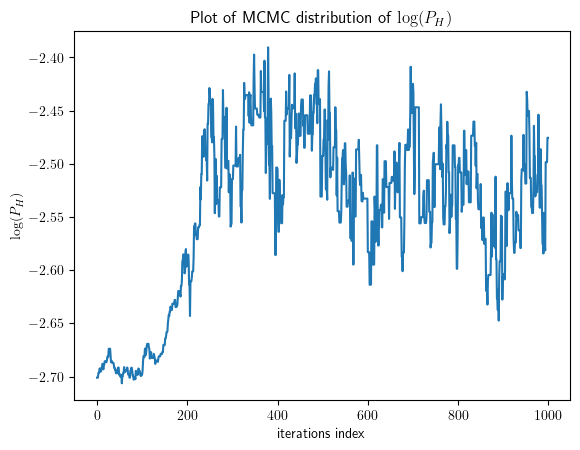 Plot of MCMC distribution of log(P_H)
−2.40
−2.45
−2.50
−2.55
−2.60
−2.65
−2.70
log(P_H)
0 200 400 600 800 1000
iterations index